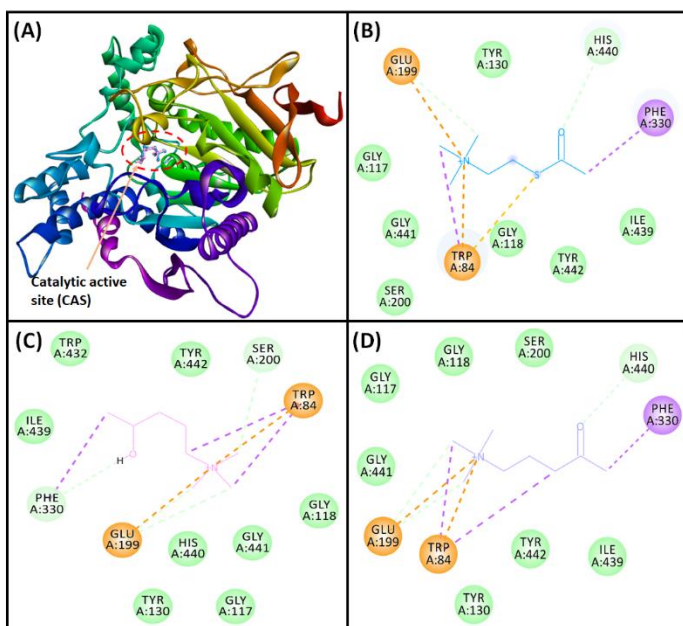 (A)
Catalytic active
site (CAS)
(B)
GLU
A:199
TYR
A:130
HIS
A:440
PHE
A:330
GLY
A:117
N
O
S
GLY
A:441
GLY
A:118
ILE
A:439
TRP
A:84
TYR
A:442
SER
A:200
(C)
TRP
A:432
TYR
A:442
SER
A:200
TRP
A:84
ILE
A:439
H
O
N
PHE
A:330
GLY
A:118
GLU
A:199
HIS
A:440
GLY
A:441
TYR
A:130
GLY
A:117
(D)
GLY
A:117
GLY
A:118
SER
A:200
HIS
A:440
PHE
A:330
O
N
GLY
A:441
GLU
A:199
TRP
A:84
TYR
A:442
ILE
A:439
TYR
A:130